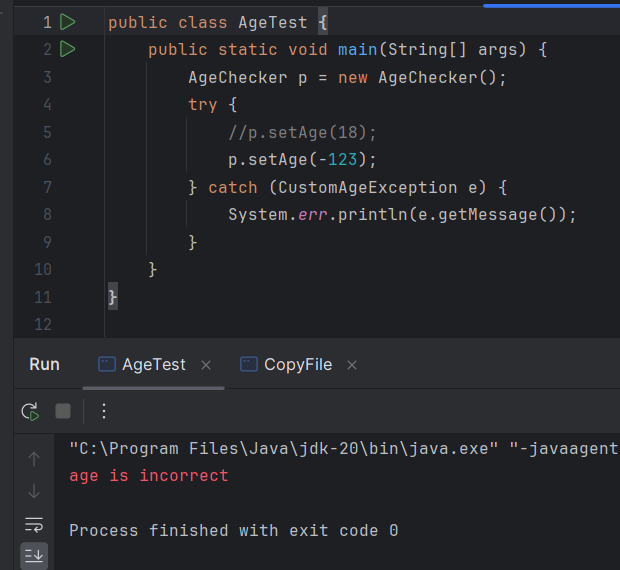 1 public class AgeTest {
2 public static void main(String[] args) {
3 AgeChecker p = new AgeChecker();
4 try {
5 //p.setAge(18);
6 p.setAge(-123);
7 } catch (CustomAgeException e) {
8 System.err.println(e.getMessage());
9 }
10 }
11 }
12
Run AgeTest CopyFile
"C:\Program Files\Java\jdk-20\bin\java.exe" "-javaagent
age is incorrect
Process finished with exit code 0